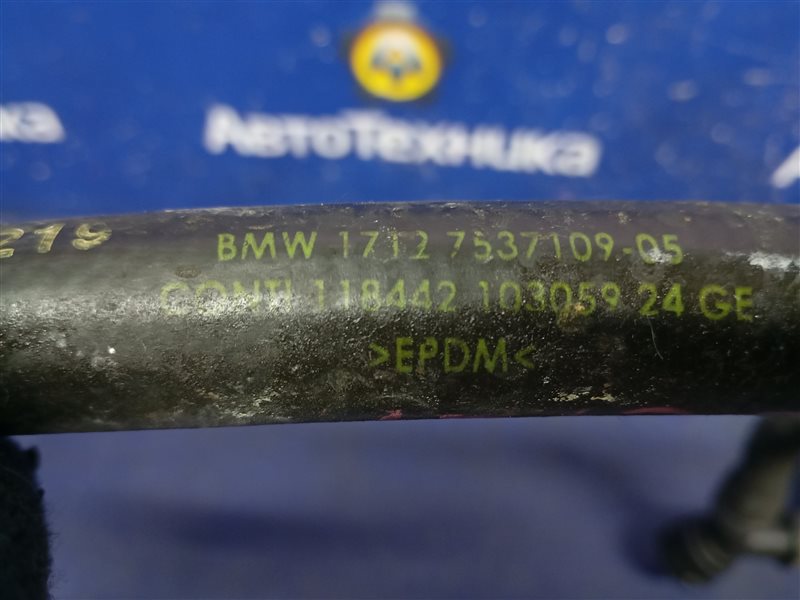 АвтоТехника
219
BMW 1712 7537109-05
CONTI 118442 103059 24 GE
>EPDM<